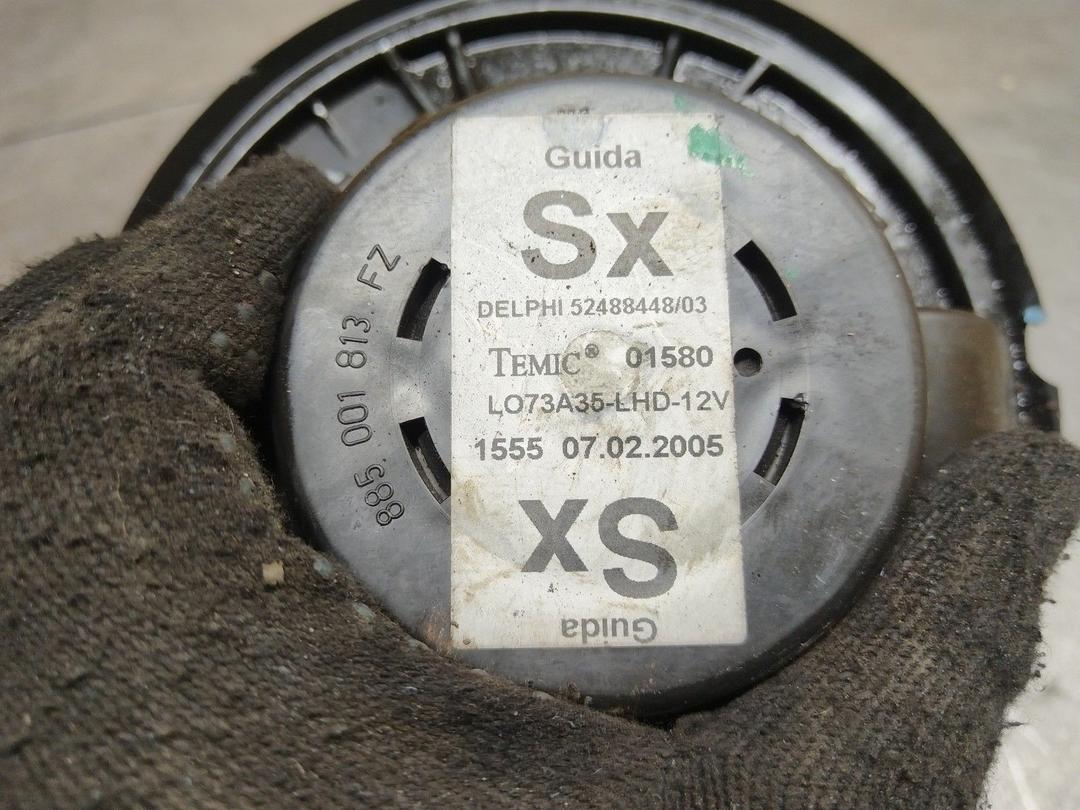 Guida
Sx
DELPHI 52488448/03
TEMIC® 01580
LO73A35-LHD-12V
1555 07.02.2005
Sx
Guida
885 001 813 FZ